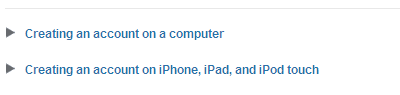 Creating an account on a computer
Creating an account on iPhone, iPad, and iPod touch